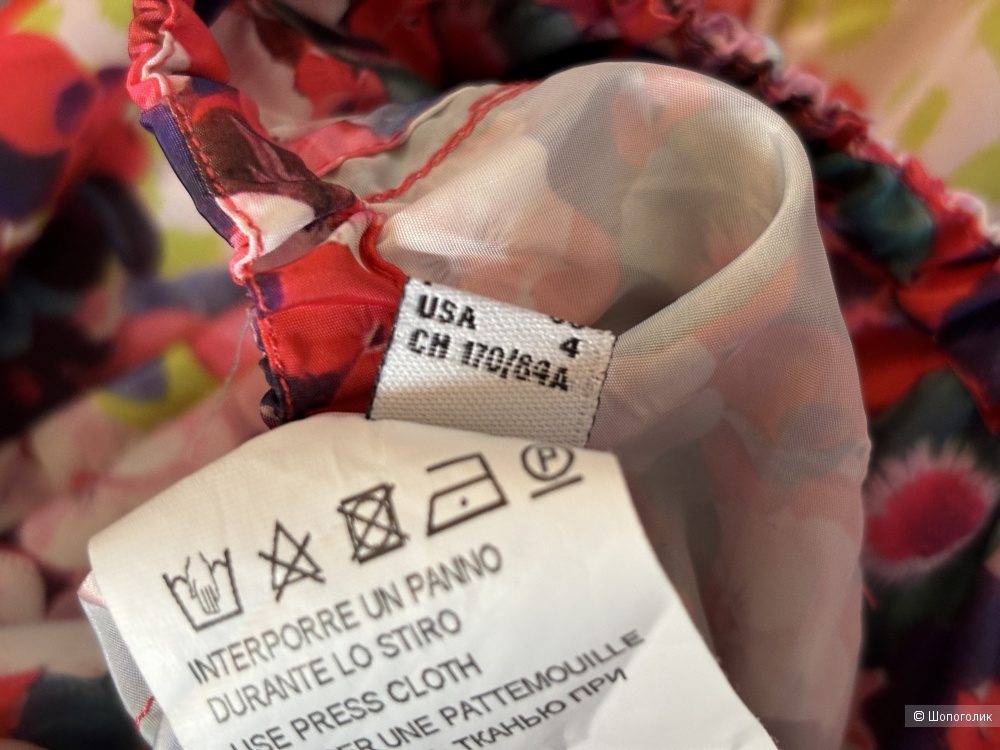 USA 4
CH 170/64A
P
INTERPORRE UN PANNO
DURANTE LO STIRO
USE PRESS CLOTH
UNE PATTEMOUILLE
ТКАНЬЮ ПРИ
© Шопоголик